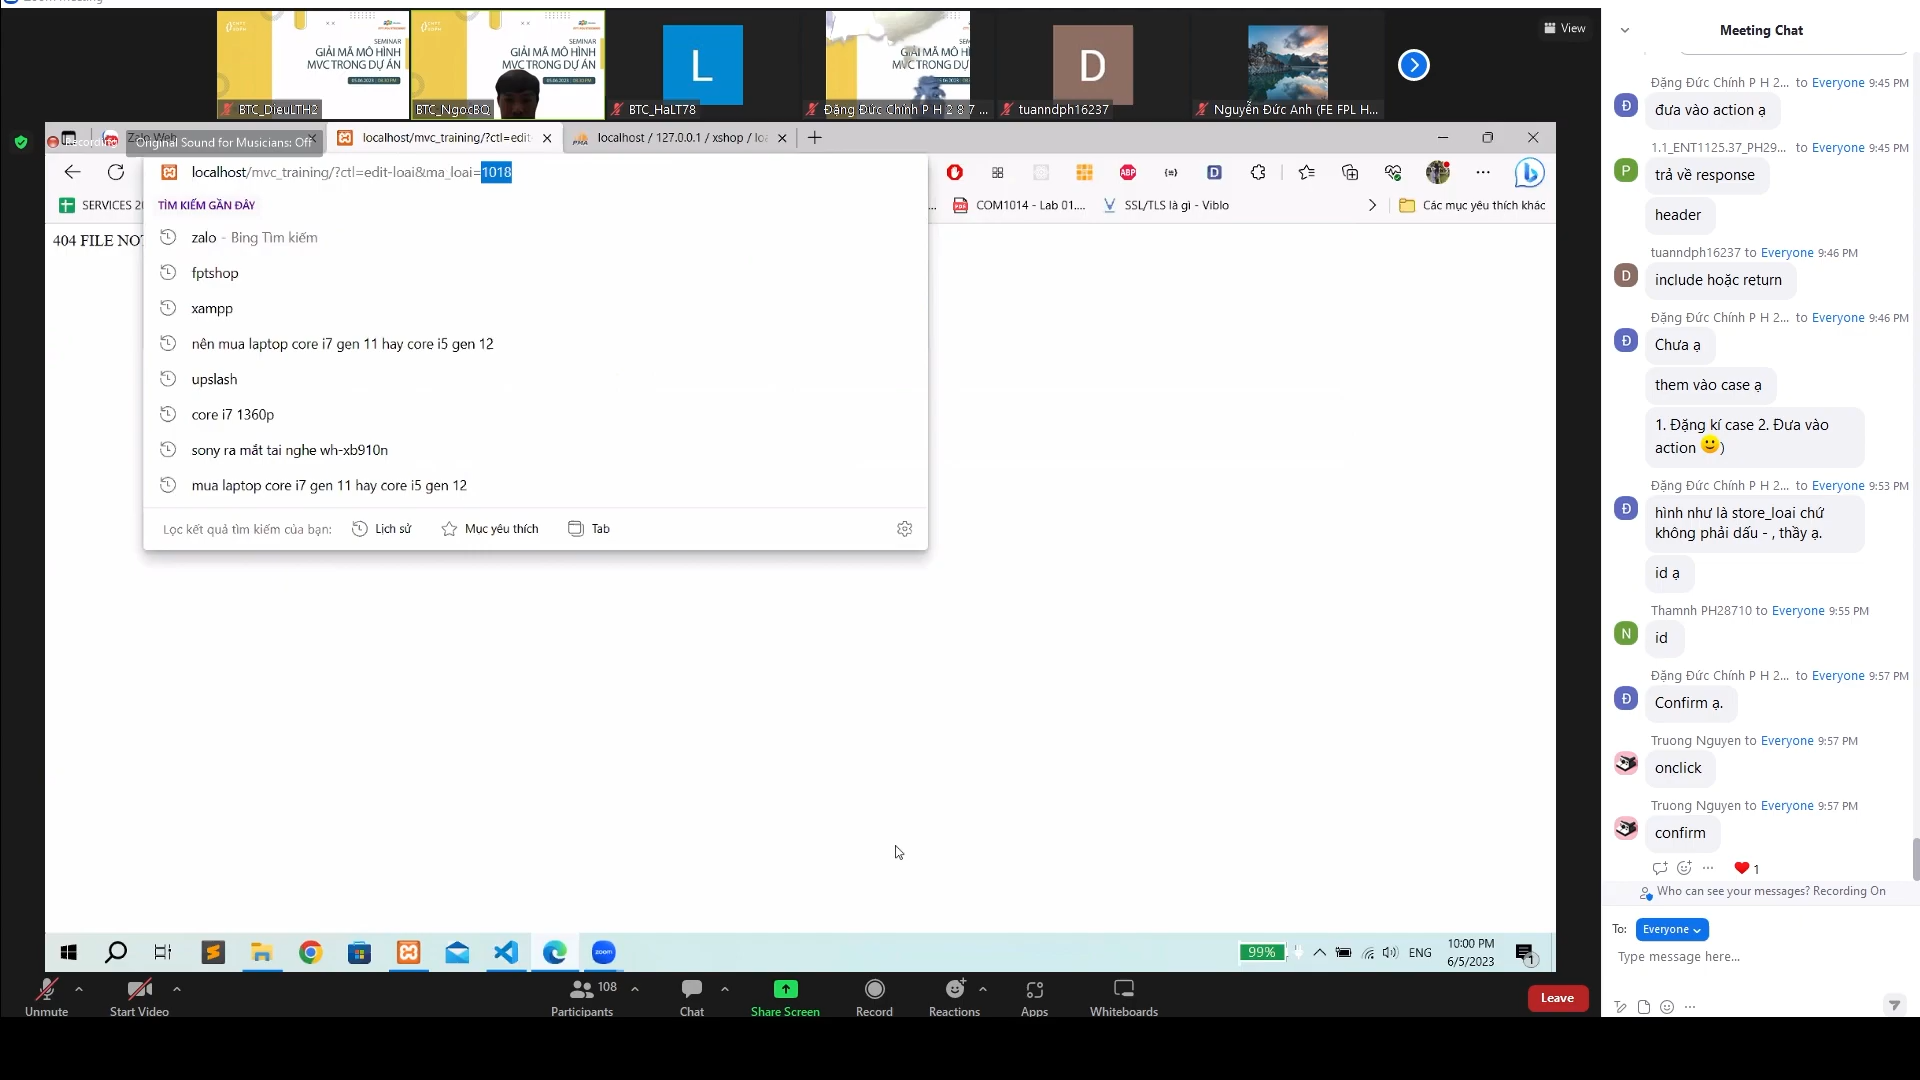 Zoom Meeting
View
SEMINAR
GIẢI MÃ MÔ HÌNH
MVC TRONG DỰ ÁN
BTC_DieuLTH2
SEMINAR
GIẢI MÃ MÔ HÌNH
MVC TRONG DỰ ÁN
BTC_NgocBQ
L
BTC_HaLT78
Đặng Đức Chính P H 2 8 7 ...
D
tuanndph16237
Nguyễn Đức Anh (FE FPL H...
Recording
Zalo Web
Original Sound for Musicians: Off
localhost/mvc_training/?ctl=edit-
localhost / 127.0.0.1 / xshop / loa
localhost/mvc_training/?ctl=edit-loai&ma_loai=1018
SERVICES 20
COM1014 - Lab 01....
SSL/TLS là gì - Viblo
Các mục yêu thích khác
404 FILE NOT
TÌM KIẾM GẦN ĐÂY
zalo - Bing Tìm kiếm
fptshop
xampp
nên mua laptop core i7 gen 11 hay core i5 gen 12
upslash
core i7 1360p
sony ra mắt tai nghe wh-xb910n
mua laptop core i7 gen 11 hay core i5 gen 12
Lọc kết quả tìm kiếm của bạn:
Lịch sử
Mục yêu thích
Tab
99%
ENG
10:00 PM
6/5/2023
1
Unmute
Start Video
108
Participants
Chat
Share Screen
Record
Reactions
Apps
Whiteboards
Leave
Meeting Chat
Đặng Đức Chính P H 2... to Everyone 9:45 PM
Đ
đưa vào action ạ
1.1_ENT1125.37_PH29... to Everyone 9:45 PM
P
trả về response
header
tuanndph16237 to Everyone 9:46 PM
D
include hoặc return
Đặng Đức Chính P H 2... to Everyone 9:46 PM
Đ
Chưa ạ
them vào case ạ
1. Đặng kí case 2. Đưa vào
action 🙂)
Đặng Đức Chính P H 2... to Everyone 9:53 PM
Đ
hình như là store_loai chứ
không phải dấu - , thầy ạ.
id ạ
Thamnh PH28710 to Everyone 9:55 PM
N
id
Đặng Đức Chính P H 2... to Everyone 9:57 PM
Đ
Confirm ạ.
Truong Nguyen to Everyone 9:57 PM
onclick
Truong Nguyen to Everyone 9:57 PM
confirm
1
Who can see your messages? Recording On
To: Everyone
Type message here...